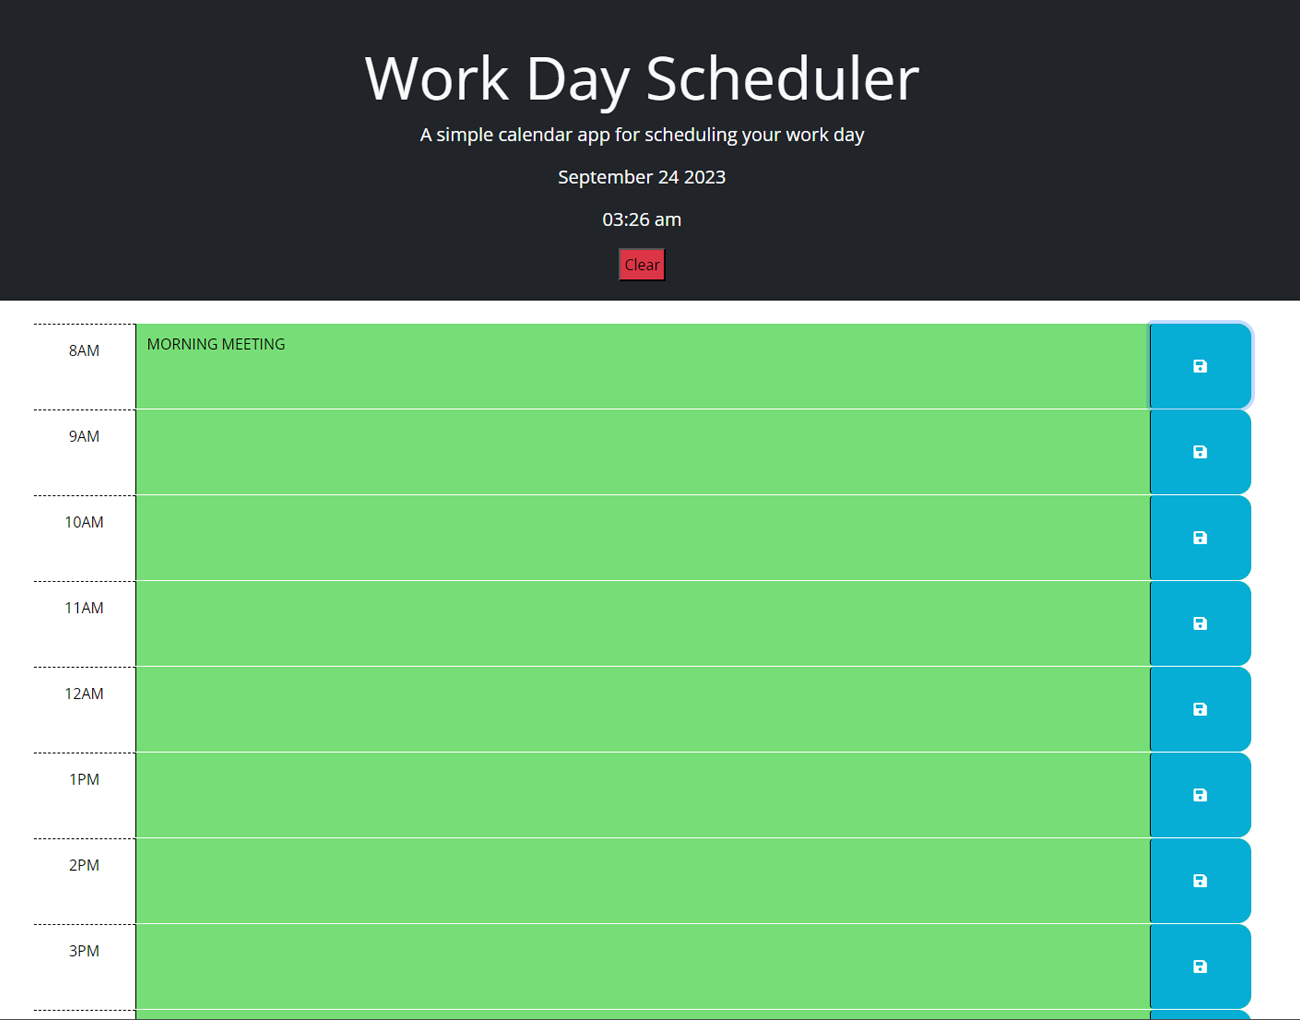 Work Day Scheduler
A simple calendar app for scheduling your work day
September 24 2023
03:26 am
Clear
8AM
MORNING MEETING
9AM
10AM
11AM
12AM
1PM
2PM
3PM